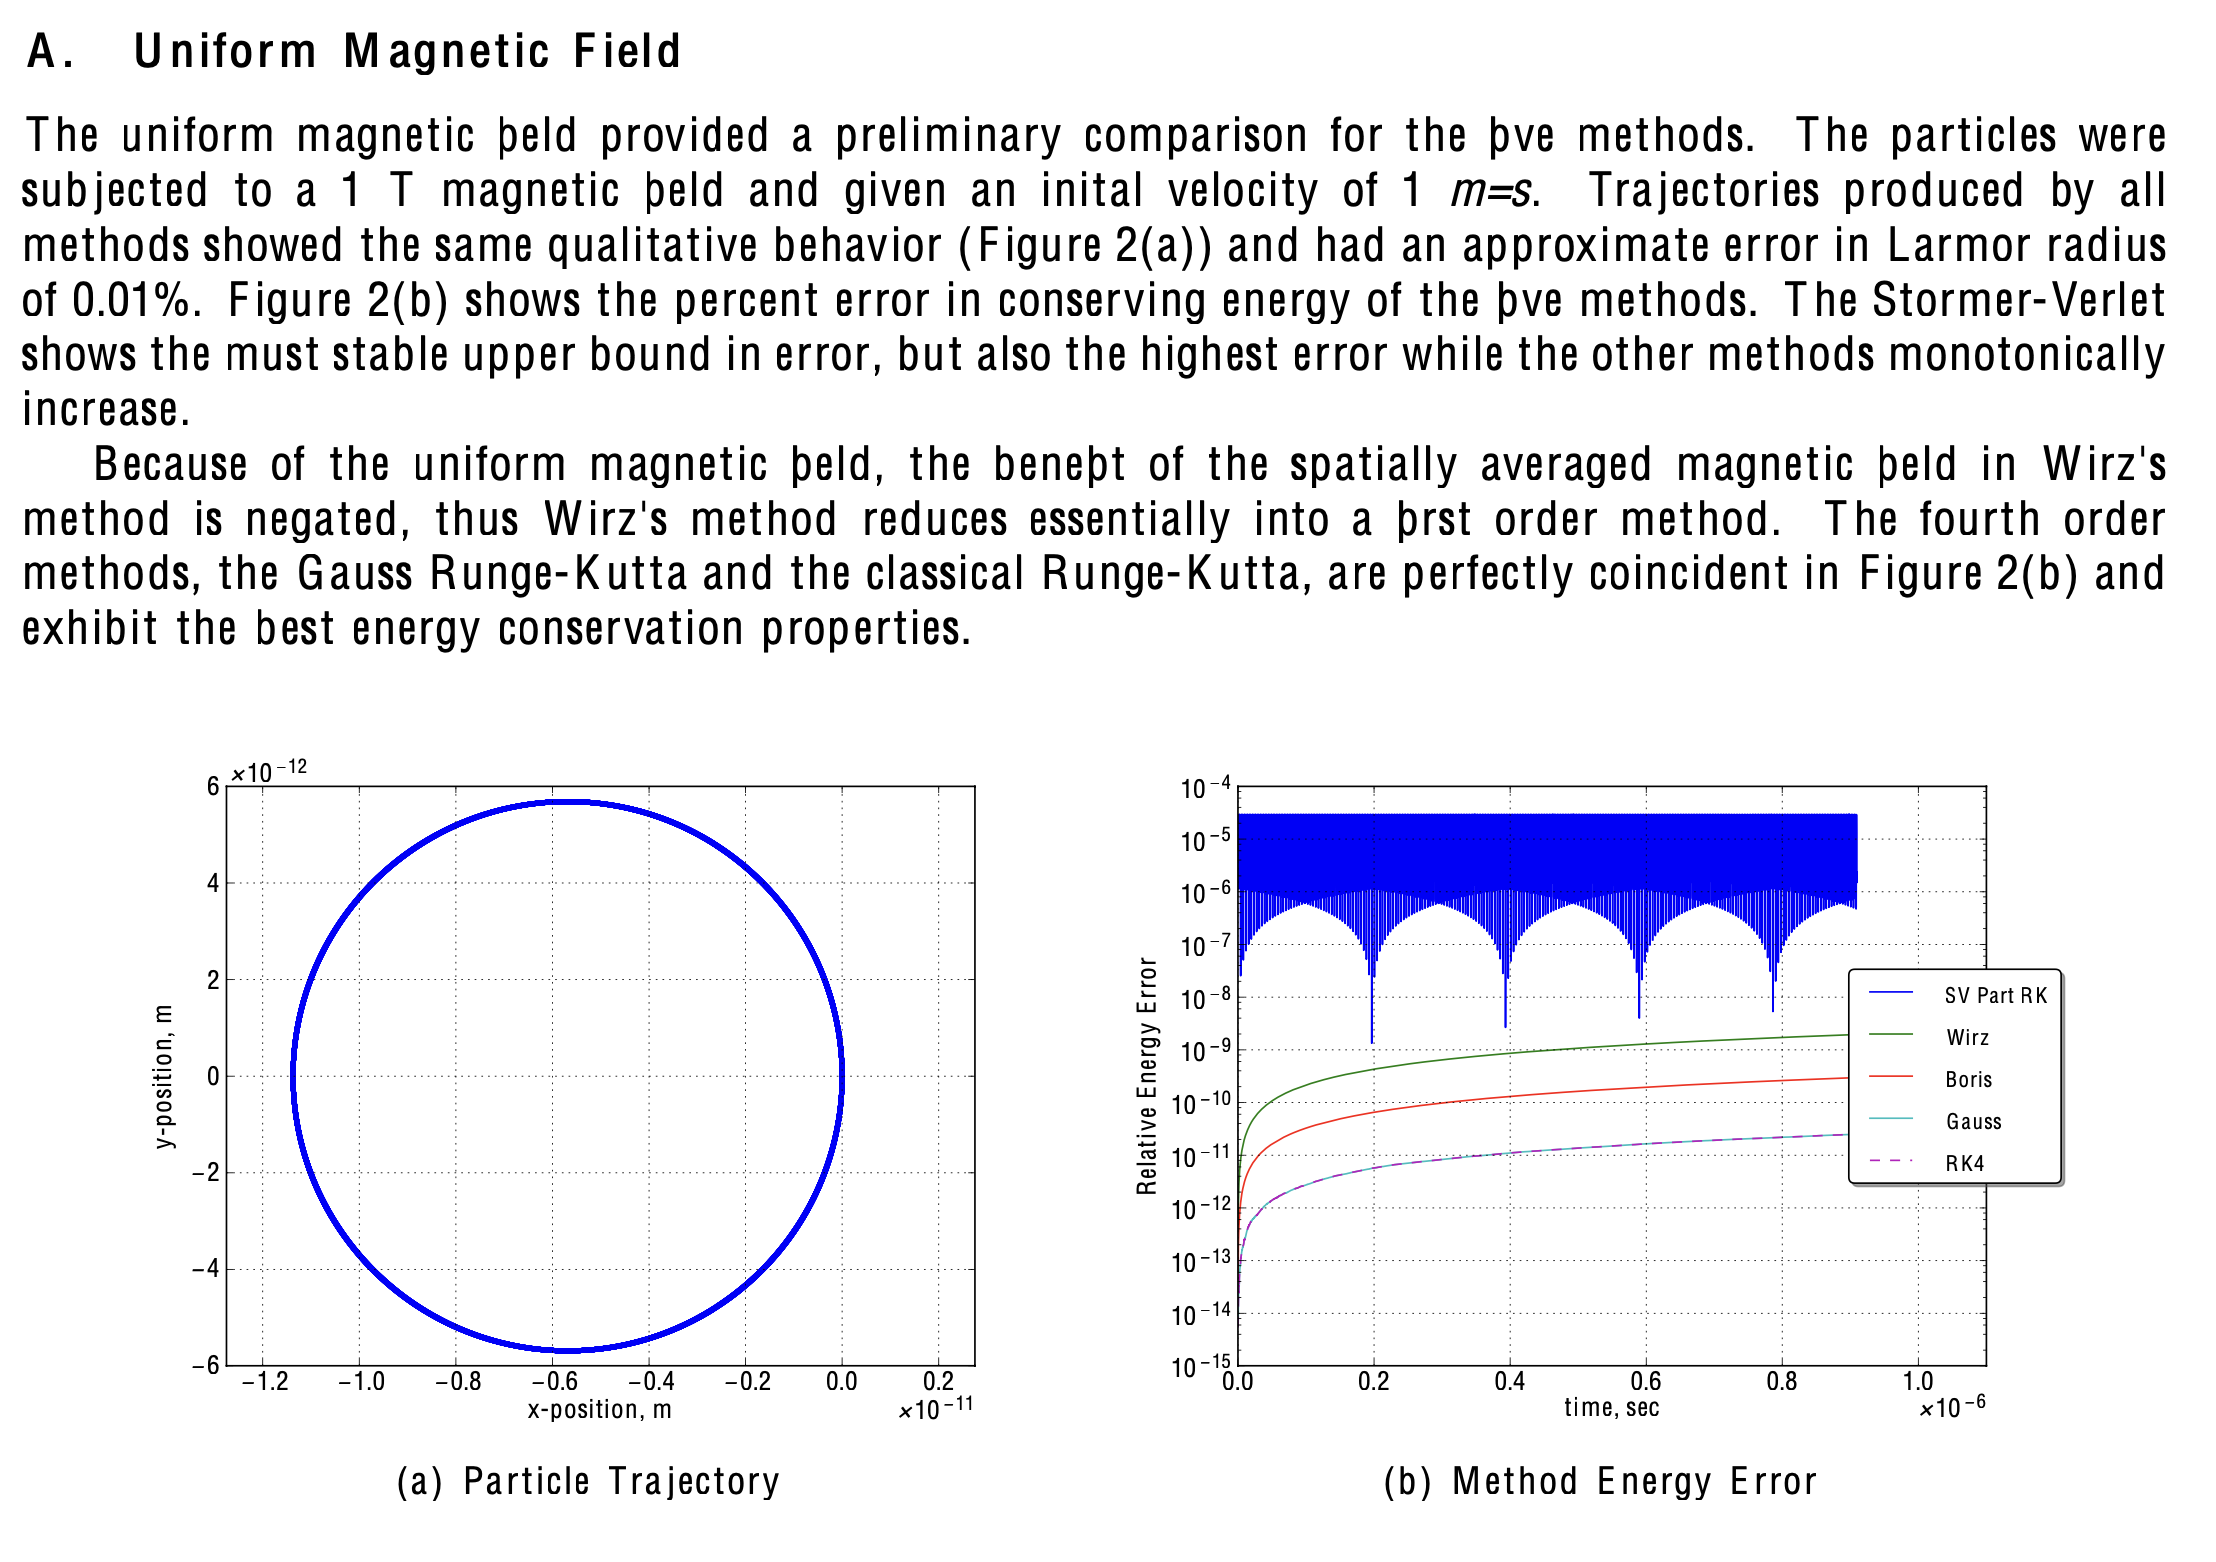 A. Uniform Magnetic Field
The uniform magnetic þeld provided a preliminary comparison for the þve methods. The particles were
subjected to a 1 T magnetic þeld and given an inital velocity of 1 m=s. Trajectories produced by all
methods showed the same qualitative behavior (Figure 2(a)) and had an approximate error in Larmor radius
of 0.01%. Figure 2(b) shows the percent error in conserving energy of the þve methods. The Stormer-Verlet
shows the must stable upper bound in error, but also the highest error while the other methods monotonically
increase.
Because of the uniform magnetic þeld, the beneþt of the spatially averaged magnetic þeld in Wirz's
method is negated, thus Wirz's method reduces essentially into a þrst order method. The fourth order
methods, the Gauss Runge-Kutta and the classical Runge-Kutta, are perfectly coincident in Figure 2(b) and
exhibit the best energy conservation properties.
×10⁻¹²
6
4
2
0
−2
−4
−6
y-position, m
−1.2 −1.0 −0.8 −0.6 −0.4 −0.2 0.0 0.2
x-position, m
×10⁻¹¹
(a) Particle Trajectory
10⁻⁴
10⁻⁵
10⁻⁶
10⁻⁷
10⁻⁸
10⁻⁹
10⁻¹⁰
10⁻¹¹
10⁻¹²
10⁻¹³
10⁻¹⁴
10⁻¹⁵
Relative Energy Error
SV Part RK
Wirz
Boris
Gauss
RK4
0.0 0.2 0.4 0.6 0.8 1.0
time, sec
×10⁻⁶
(b) Method Energy Error